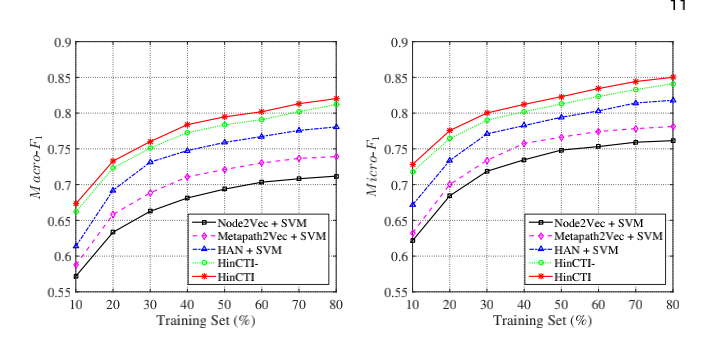 11
0.9
0.85
0.8
0.75
0.7
0.65
0.6
0.55
Macro-F1
10 20 30 40 50 60 70 80
Training Set (%)
Node2Vec + SVM
Metapath2Vec + SVM
HAN + SVM
HinCTI-
HinCTI
0.9
0.85
0.8
0.75
0.7
0.65
0.6
0.55
Micro-F1
10 20 30 40 50 60 70 80
Training Set (%)
Node2Vec + SVM
Metapath2Vec + SVM
HAN + SVM
HinCTI-
HinCTI